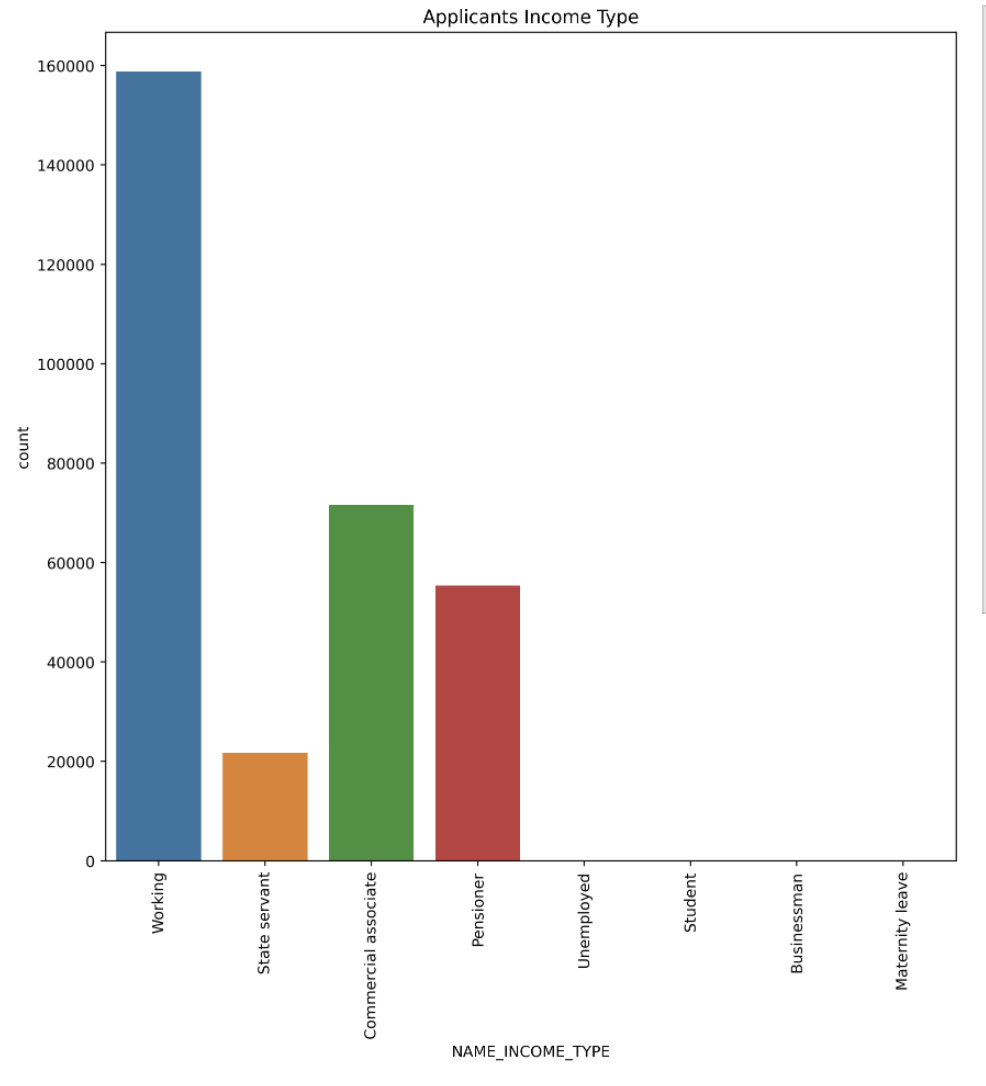 Applicants Income Type
160000
140000
120000
100000
80000
60000
40000
20000
0
count
Working
State servant
Commercial associate
Pensioner
Unemployed
Student
Businessman
Maternity leave
NAME_INCOME_TYPE